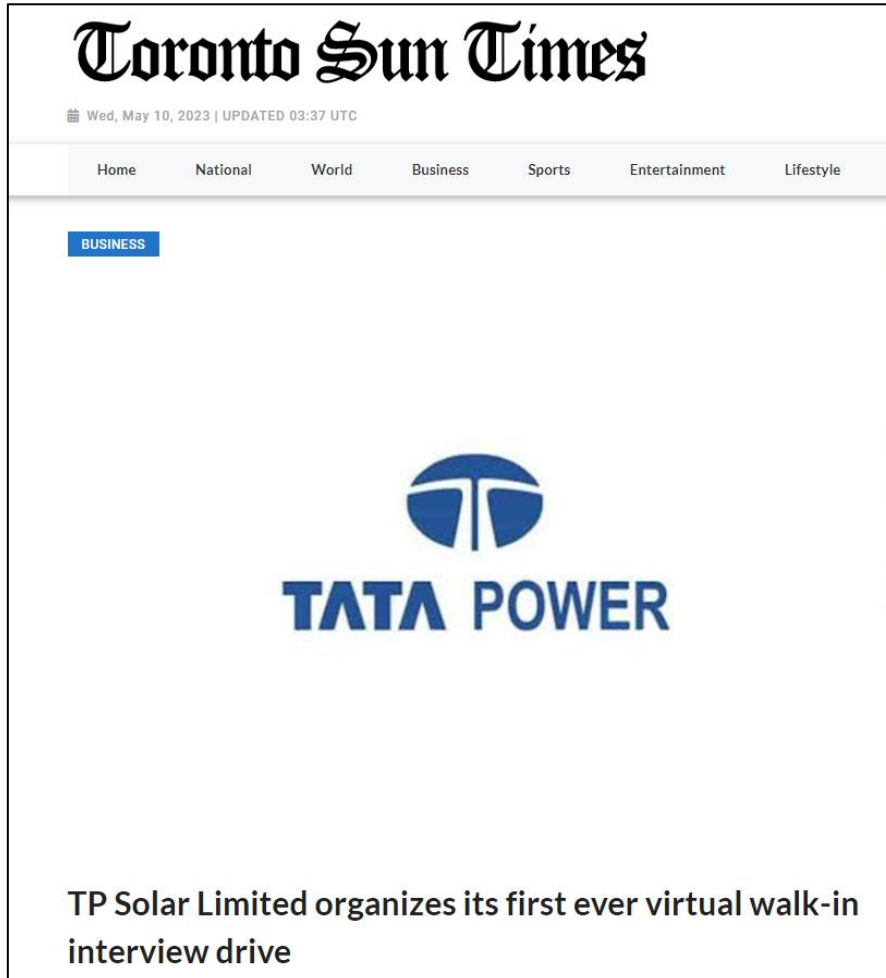 Toronto Sun Times
Wed, May 10, 2023 | UPDATED 03:37 UTC
Home National World Business Sports Entertainment Lifestyle
BUSINESS
TATA POWER
TP Solar Limited organizes its first ever virtual walk-in
interview drive